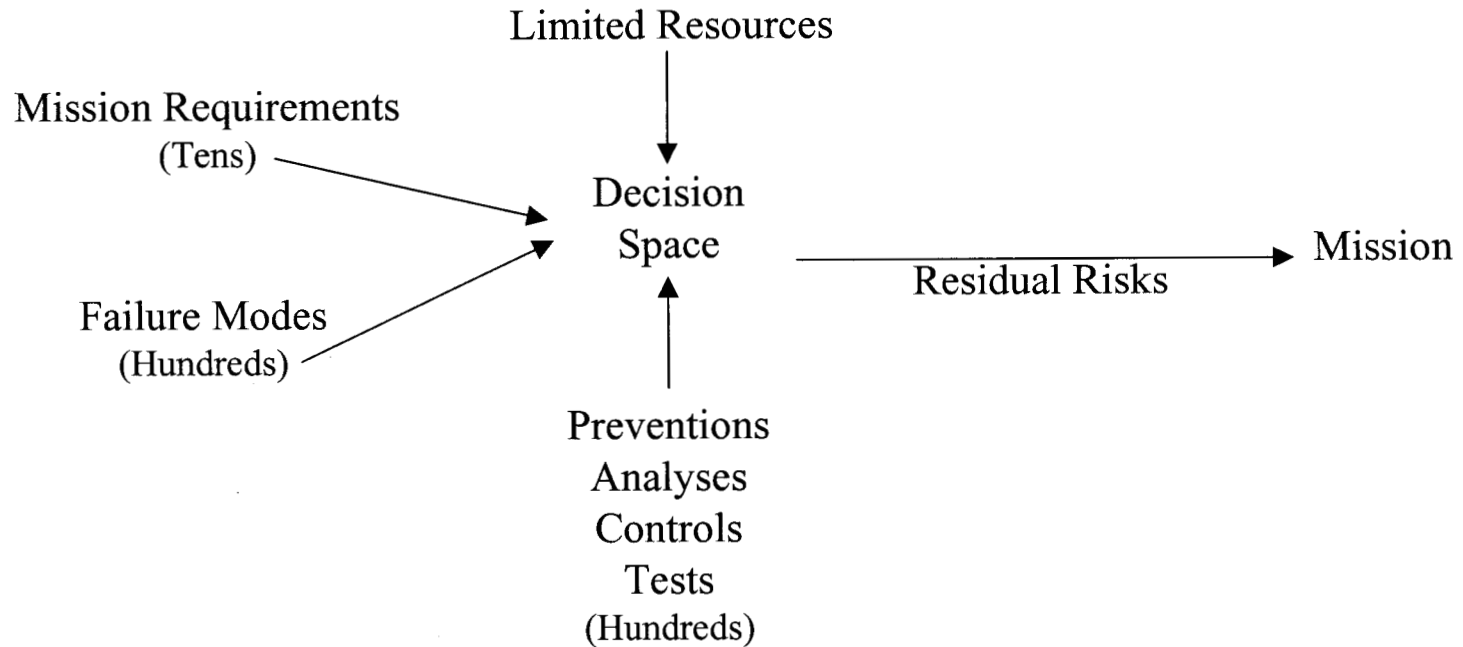 Limited Resources
Mission Requirements
(Tens)
Decision
Space
Mission
Residual Risks
Failure Modes
(Hundreds)
Preventions
Analyses
Controls
Tests
(Hundreds)